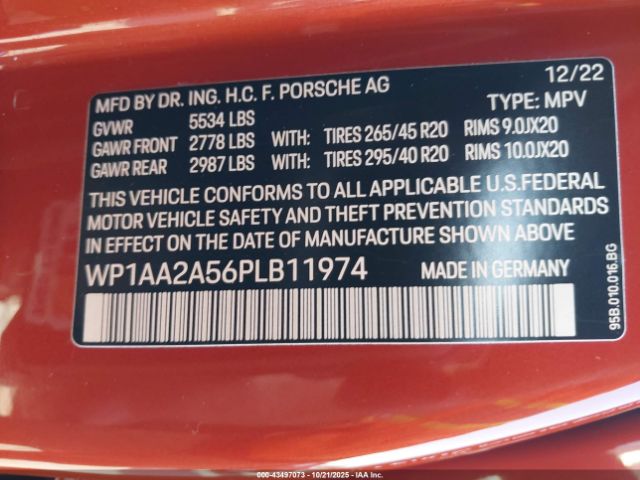 MFD BY DR. ING. H.C. F. PORSCHE AG 12/22
GVWR 5534 LBS TYPE: MPV
GAWR FRONT 2778 LBS WITH: TIRES 265/45 R20 RIMS 9.0JX20
GAWR REAR 2987 LBS WITH: TIRES 295/40 R20 RIMS 10.0JX20
THIS VEHICLE CONFORMS TO ALL APPLICABLE U.S.FEDERAL
MOTOR VEHICLE SAFETY AND THEFT PREVENTION STANDARDS
IN EFFECT ON THE DATE OF MANUFACTURE SHOWN ABOVE
WP1AA2A56PLB11974 MADE IN GERMANY
95B.010.016.BG
000-43497073 - 10/21/2025 - IAAI.COM